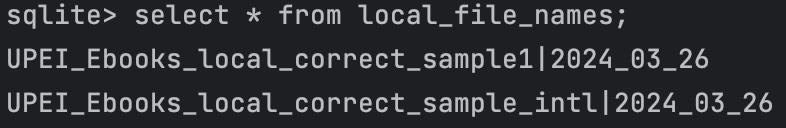 sqlite> select * from local_file_names;
UPEI_Ebooks_local_correct_sample1|2024_03_26
UPEI_Ebooks_local_correct_sample_intl|2024_03_26